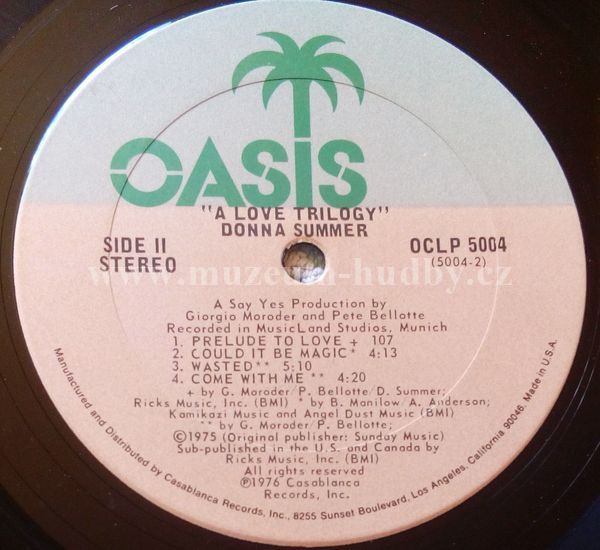 OASIS
"A LOVE TRILOGY"
DONNA SUMMER
SIDE II
STEREO
OCLP 5004
(5004-2)
www.muzeum-hudby.cz
A Say Yes Production by
Giorgio Moroder and Pete Bellotte
Recorded in MusicLand Studios, Munich
1. PRELUDE TO LOVE + 107
2. COULD IT BE MAGIC* 4:13
3. WASTED** 5:10
4. COME WITH ME ** 4:20
+ by G. Moroder/P. Bellotte/D. Summer;
Ricks Music, Inc. (BMI) * by B. Manilow/A. Anderson;
Kamikazi Music and Angel Dust Music (BMI)
** by G. Moroder/P. Bellotte;
©1975 (Original publisher: Sunday Music)
Sub-published in the U.S. and Canada by
Ricks Music, Inc. (BMI)
All rights reserved
℗1976 Casablanca
Records, Inc.
Manufactured and Distributed by Casablanca Records, Inc., 8255 Sunset Boulevard, Los Angeles, California 90046. Made in U.S.A.